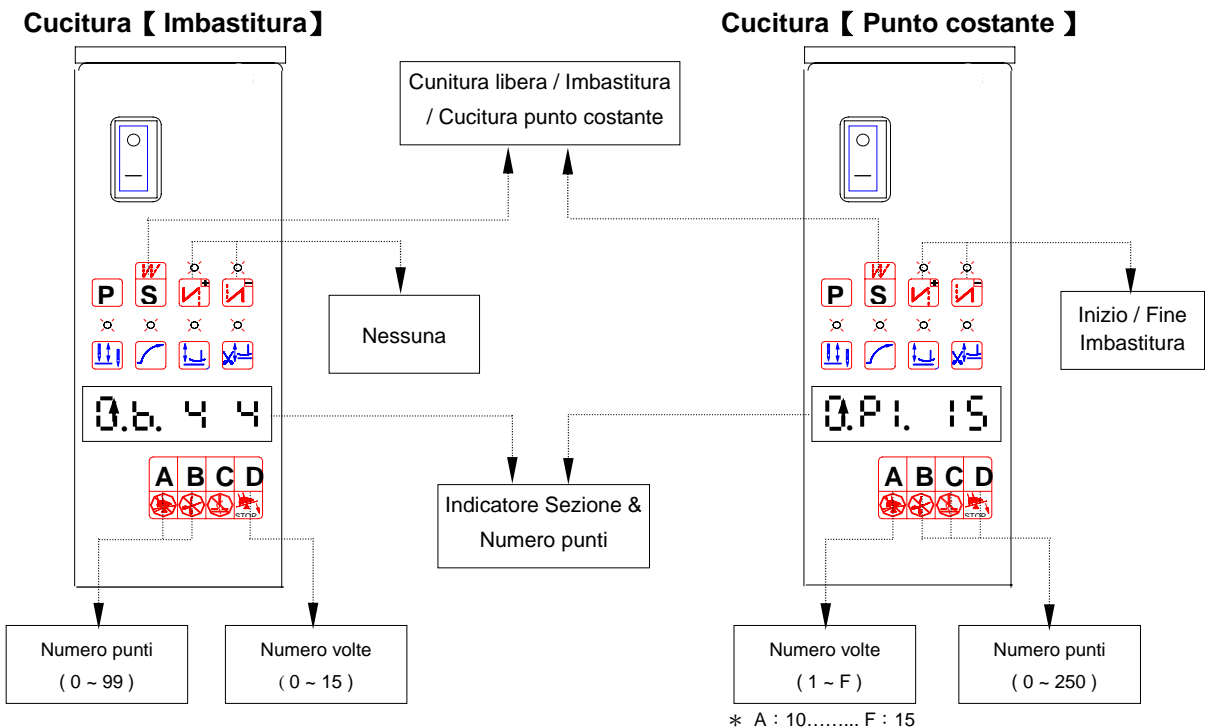 Cucitura【 Imbastitura】
Cucitura【 Punto costante 】
Cunitura libera / Imbastitura
/ Cucitura punto costante
W
P S
Nessuna
W
P S
Inizio / Fine
Imbastitura
0.b. 4 4
0.P1. 15
A B C D
STOP
Indicatore Sezione &
Numero punti
A B C D
STOP
Numero punti
( 0 ~ 99 )
Numero volte
( 0 ~ 15 )
Numero volte
( 1 ~ F )
Numero punti
( 0 ~ 250 )
＊ A：10……... F：15